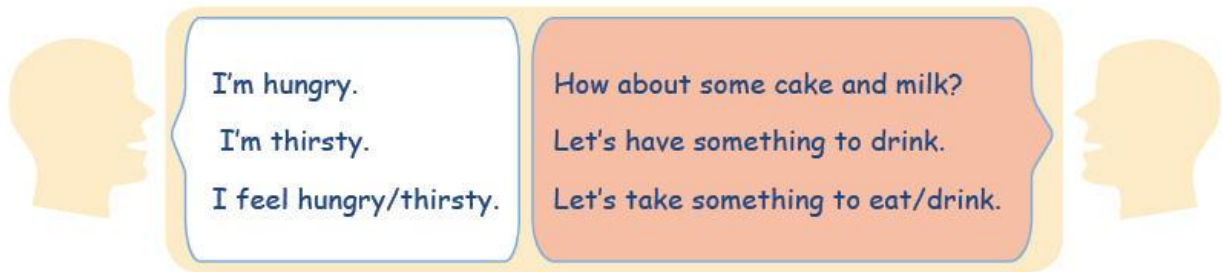 I'm hungry.
I'm thirsty.
I feel hungry/thirsty.
How about some cake and milk?
Let's have something to drink.
Let's take something to eat/drink.